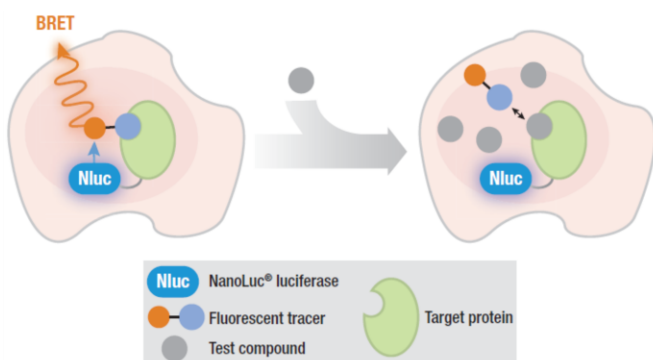 BRET
Nluc
Nluc
Nluc NanoLuc® luciferase
Fluorescent tracer
Target protein
Test compound